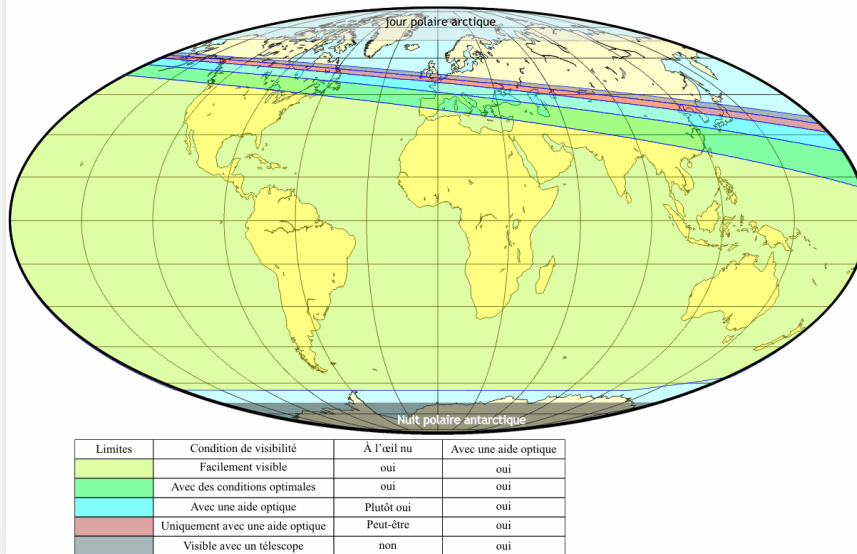 jour polaire arctique
Nuit polaire antarctique
Limites Condition de visibilité À l'œil nu Avec une aide optique
Facilement visible oui oui
Avec des conditions optimales oui oui
Avec une aide optique Plutôt oui oui
Uniquement avec une aide optique Peut-être oui
Visible avec un télescope non oui